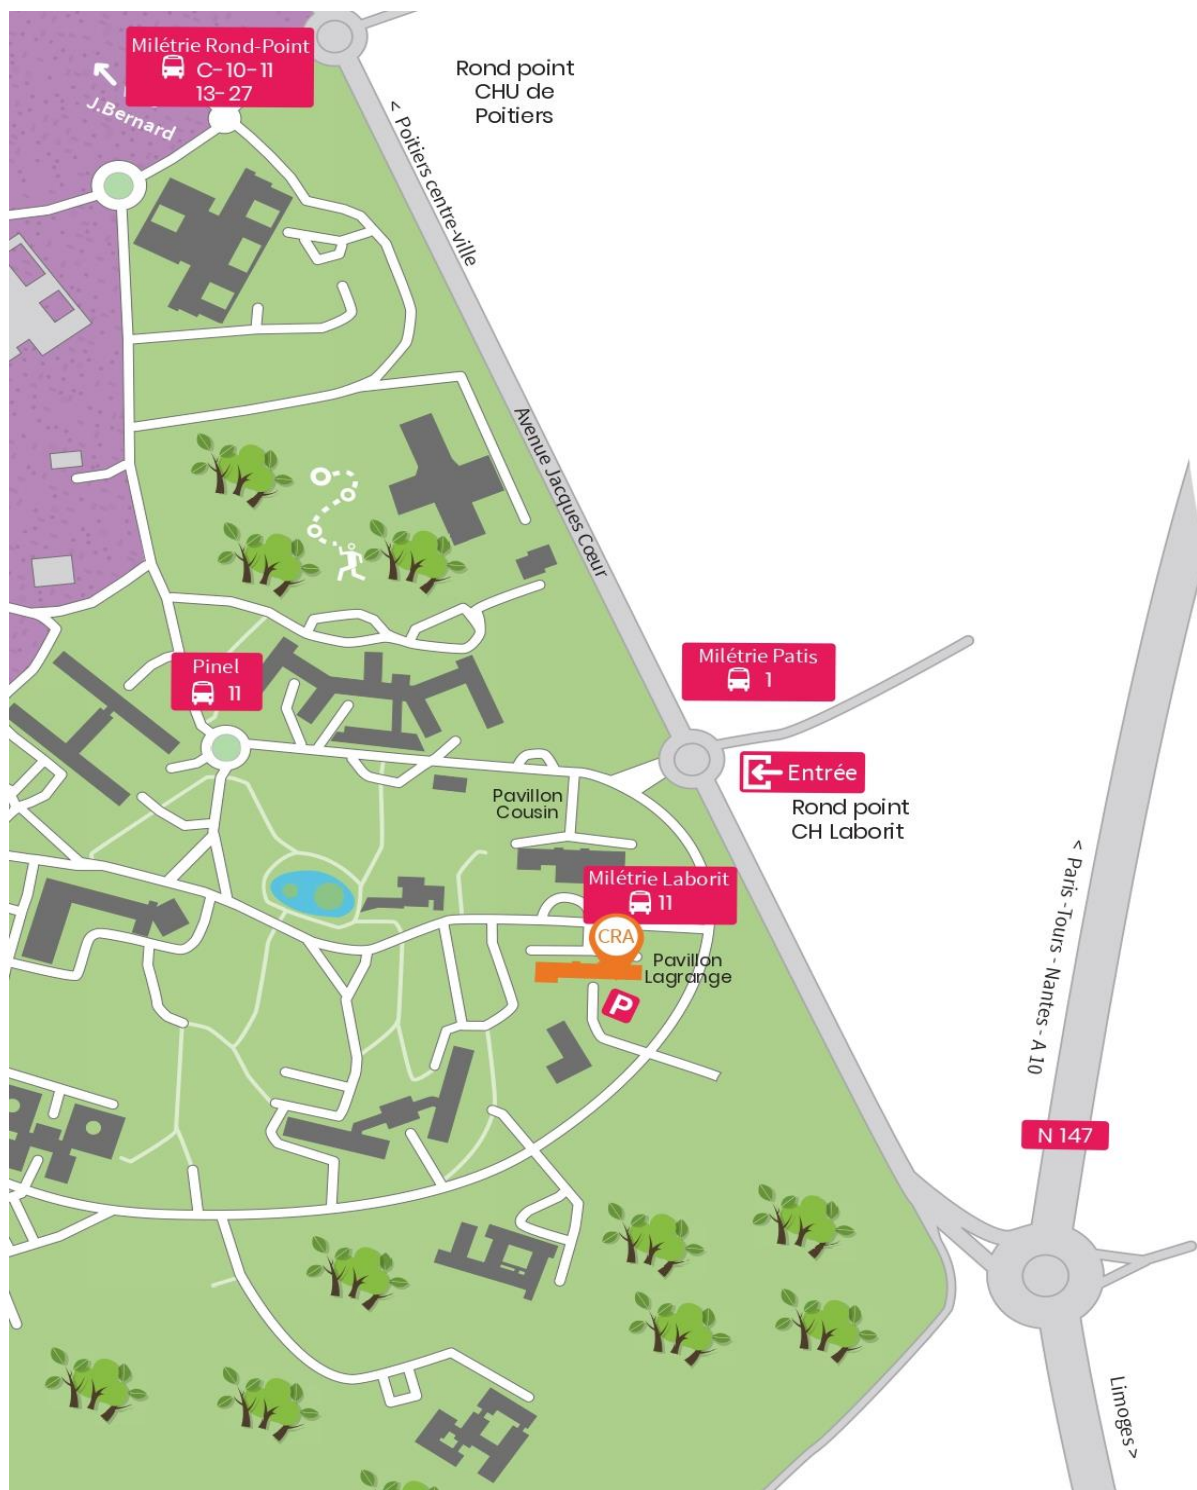 Milétrie Rond-Point
C-10-11
13-27
J.Bernard
Rond point
CHU de
Poitiers
< Poitiers centre-ville
Avenue Jacques Cœur
Pinel
11
Milétrie Patis
1
Entrée
Rond point
CH Laborit
Pavillon
Cousin
Milétrie Laborit
11
CRA
Pavillon
Lagrange
P
< Paris -Tours - Nantes - A 10
N 147
Limoges >